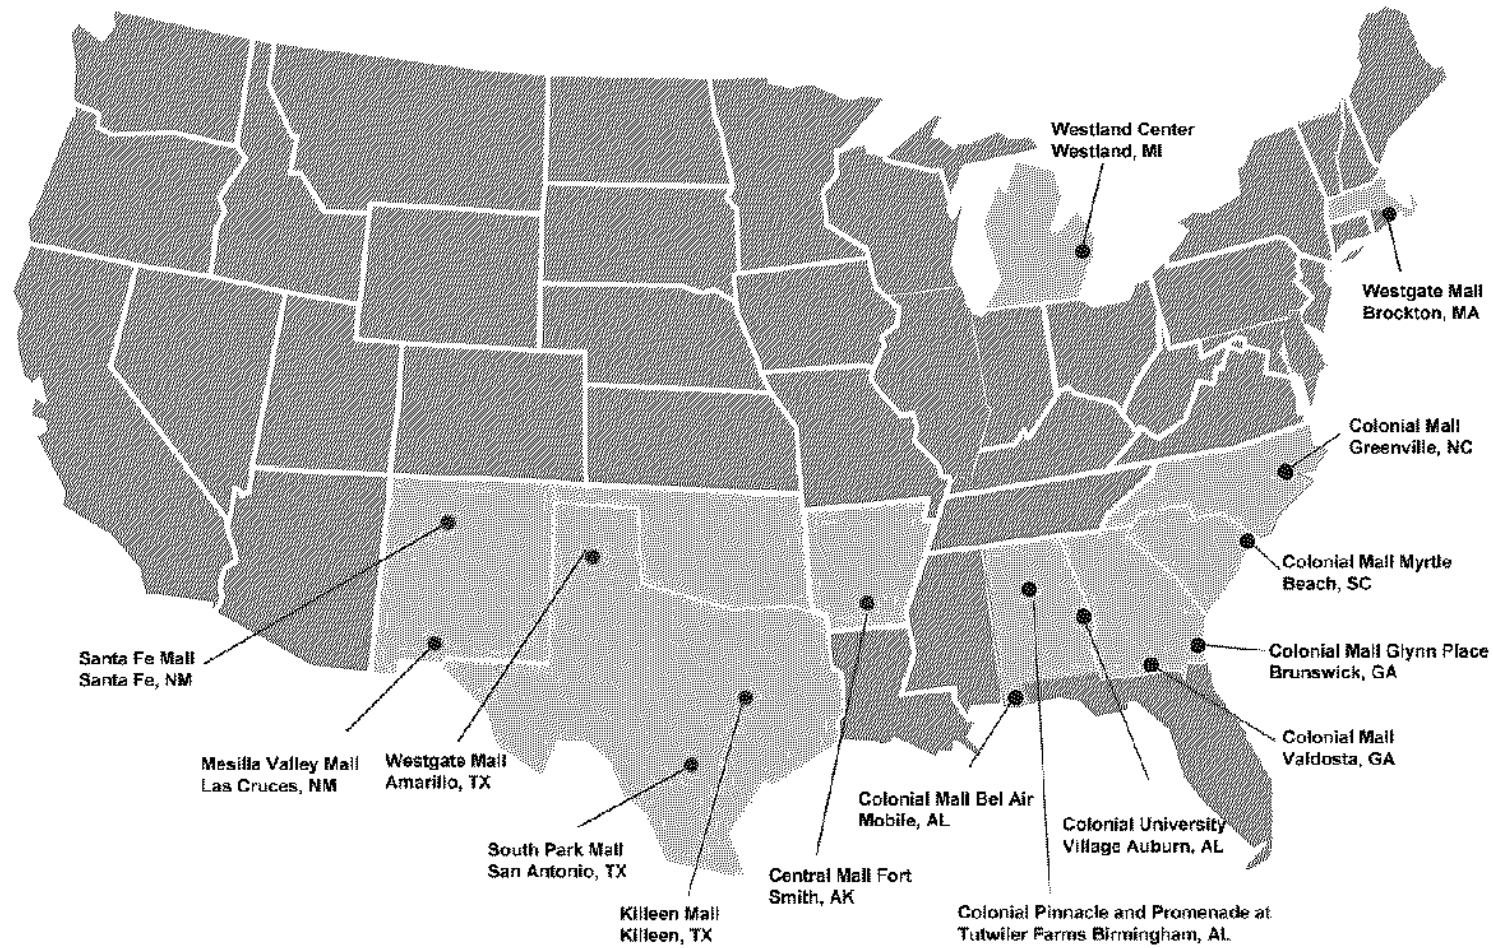 Westland Center
Westland, MI
Westgate Mall
Brockton, MA
Colonial Mall
Greenville, NC
Colonial Mall Myrtle
Beach, SC
Colonial Mall Glynn Place
Brunswick, GA
Colonial Mall
Valdosta, GA
Santa Fe Mall
Santa Fe, NM
Mesilla Valley Mall
Las Cruces, NM
Westgate Mall
Amarillo, TX
South Park Mall
San Antonio, TX
Killeen Mall
Killeen, TX
Central Mall Fort
Smith, AK
Colonial Mall Bel Air
Mobile, AL
Colonial University
Village Auburn, AL
Colonial Pinnacle and Promenade at
Tutwiler Farms Birmingham, AL